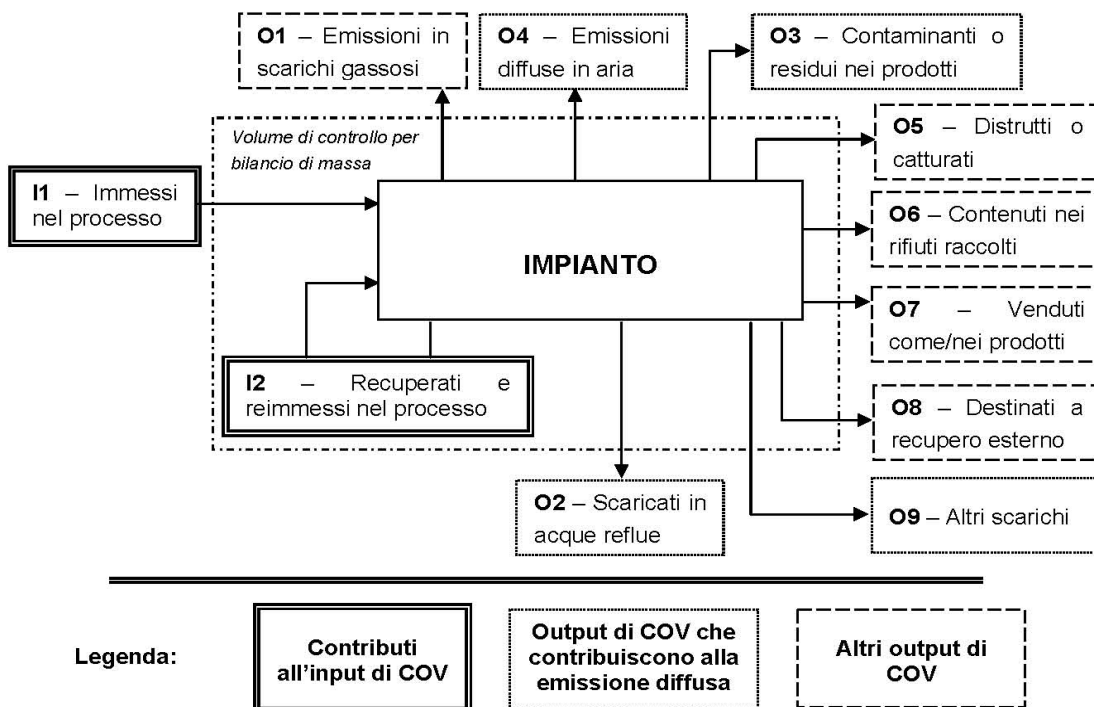 O1 – Emissioni in
scarichi gassosi
O4 – Emissioni
diffuse in aria
O3 – Contaminanti o
residui nei prodotti
Volume di controllo per
bilancio di massa
O5 – Distrutti o
catturati
I1 – Immessi
nel processo
O6 – Contenuti nei
rifiuti raccolti
IMPIANTO
O7 – Venduti
come/nei prodotti
I2 – Recuperati e
reimmessi nel processo
O8 – Destinati a
recupero esterno
O2 – Scaricati in
acque reflue
O9 – Altri scarichi
Legenda:
Contributi
all'input di COV
Output di COV che
contribuiscono alla
emissione diffusa
Altri output di
COV